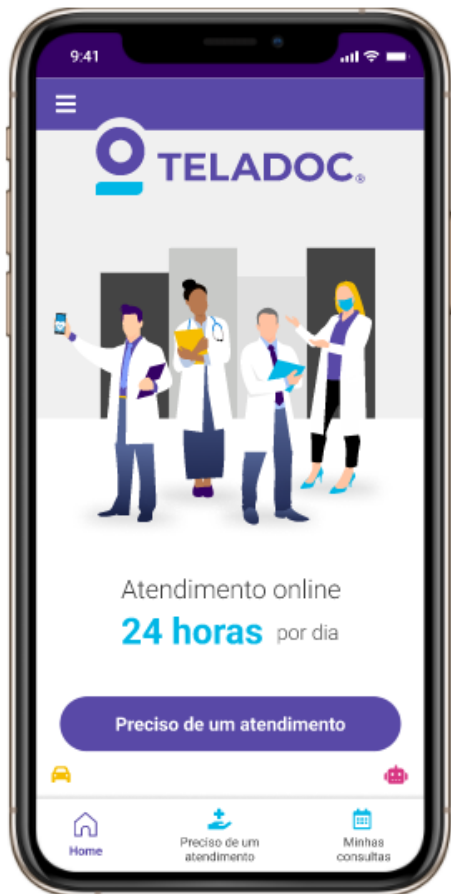 9:41
TELADOC®
Atendimento online
24 horas por dia
Preciso de um atendimento
Home
Preciso de um
atendimento
Minhas
consultas